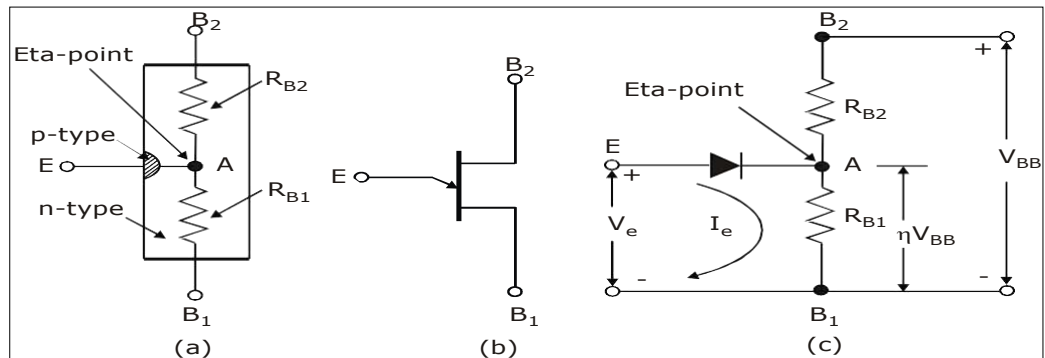 B2
Eta-point
RB2
p-type
E
A
RB1
n-type
B1
(a)
B2
E
B1
(b)
B2
+
Eta-point
RB2
E
+
A
VBB
Ve
Ie
RB1
ηVBB
-
-
B1
(c)